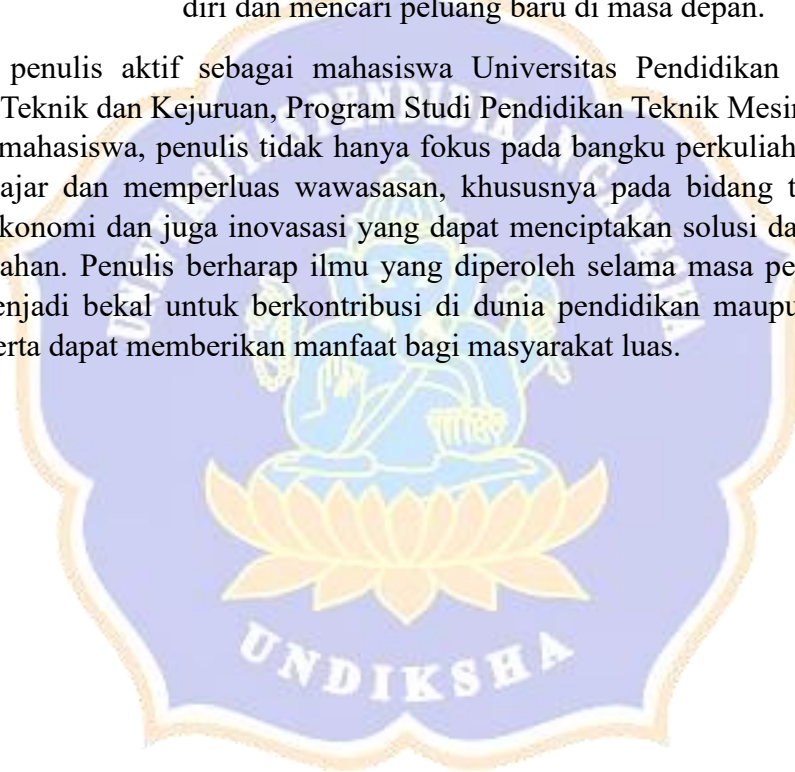 diri dan mencari peluang baru di masa depan.
penulis aktif sebagai mahasiswa Universitas Pendidikan
Teknik dan Kejuruan, Program Studi Pendidikan Teknik Mesin
mahasiswa, penulis tidak hanya fokus pada bangku perkuliah
ajar dan memperluas wawasasan, khususnya pada bidang t
konomi dan juga inovasasi yang dapat menciptakan solusi da
ahan. Penulis berharap ilmu yang diperoleh selama masa pe
enjadi bekal untuk berkontribusi di dunia pendidikan maupu
erta dapat memberikan manfaat bagi masyarakat luas.
UNIVERSITAS PENDIDIKAN GANESHA
UNDIKSHA